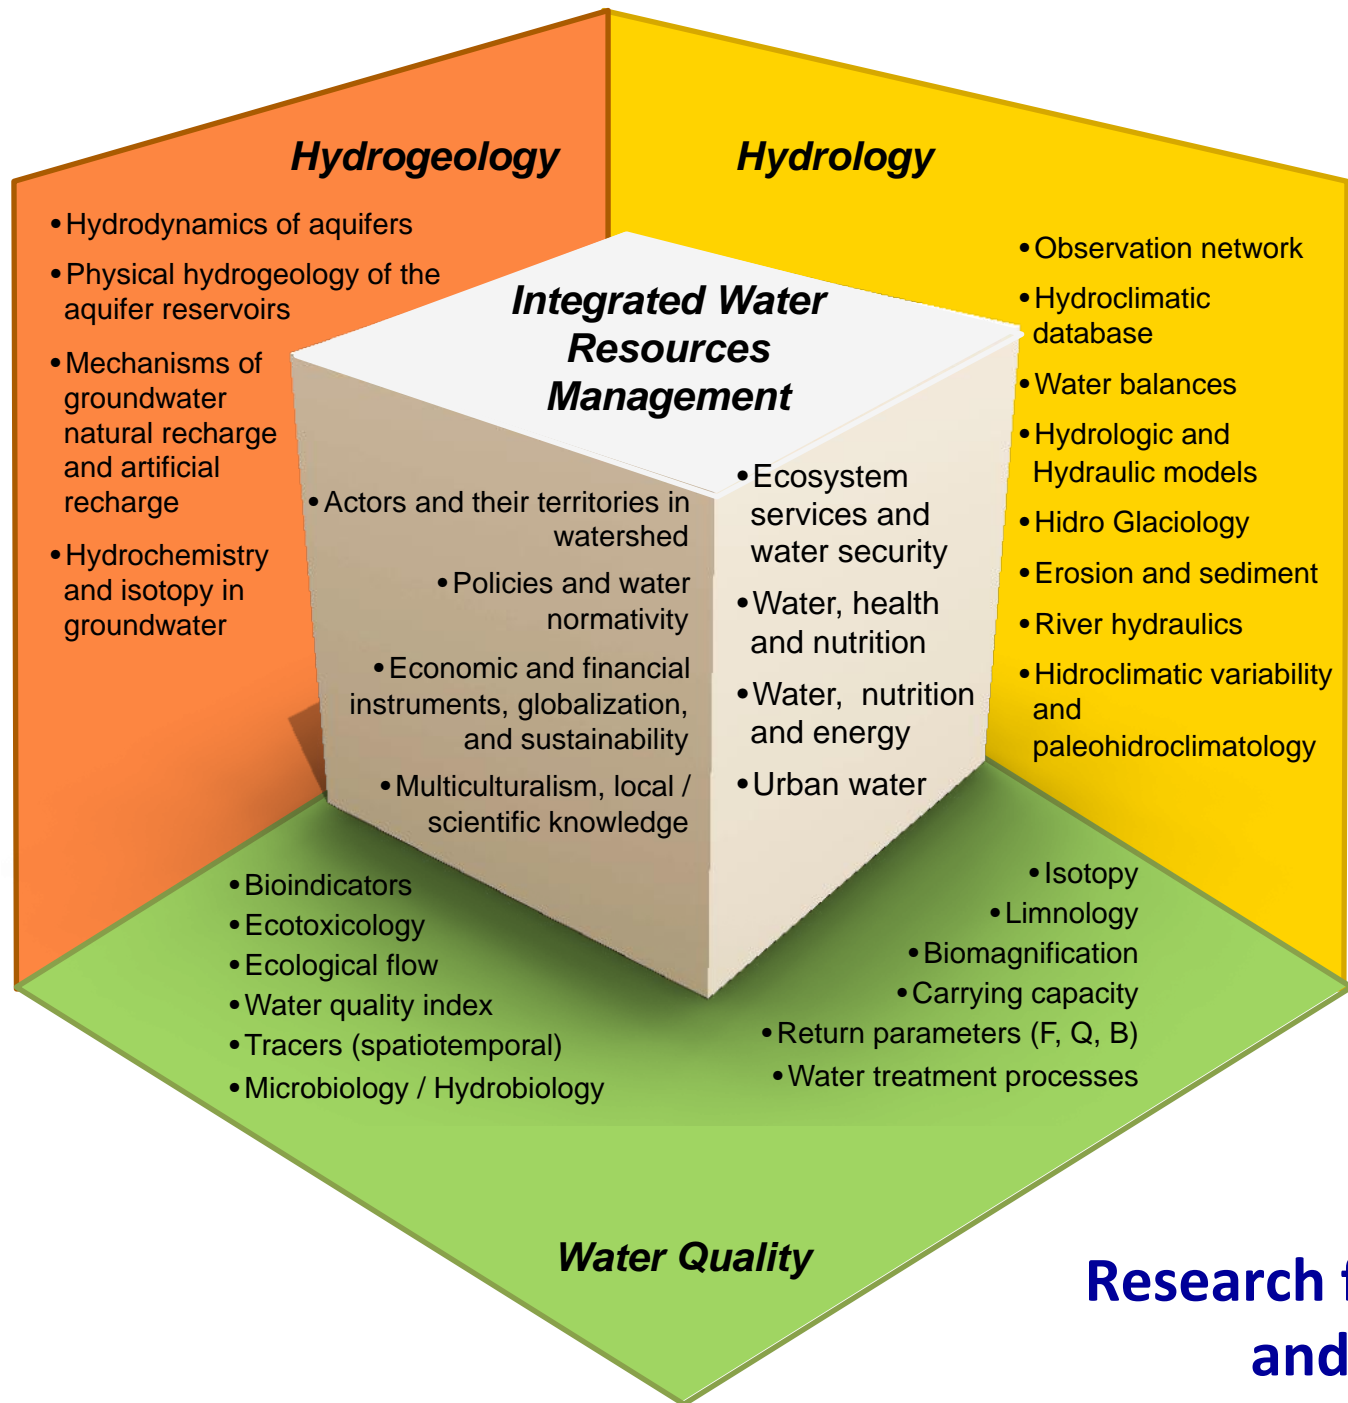 Hydrogeology
• Hydrodynamics of aquifers
• Physical hydrogeology of the
aquifer reservoirs
• Mechanisms of
groundwater
natural recharge
and artificial
recharge
• Hydrochemistry
and isotopy in
groundwater
Hydrology
• Observation network
• Hydroclimatic
database
• Water balances
• Hydrologic and
Hydraulic models
• Hidro Glaciology
• Erosion and sediment
• River hydraulics
• Hidroclimatic variability
and
paleohidroclimatology
Integrated Water
Resources
Management
• Actors and their territories in
watershed
• Policies and water
normativity
• Economic and financial
instruments, globalization,
and sustainability
• Multiculturalism, local /
scientific knowledge
• Ecosystem
services and
water security
• Water, health
and nutrition
• Water, nutrition
and energy
• Urban water
• Bioindicators
• Ecotoxicology
• Ecological flow
• Water quality index
• Tracers (spatiotemporal)
• Microbiology / Hydrobiology
• Isotopy
• Limnology
• Biomagnification
• Carrying capacity
• Return parameters (F, Q, B)
• Water treatment processes
Water Quality
Research
and